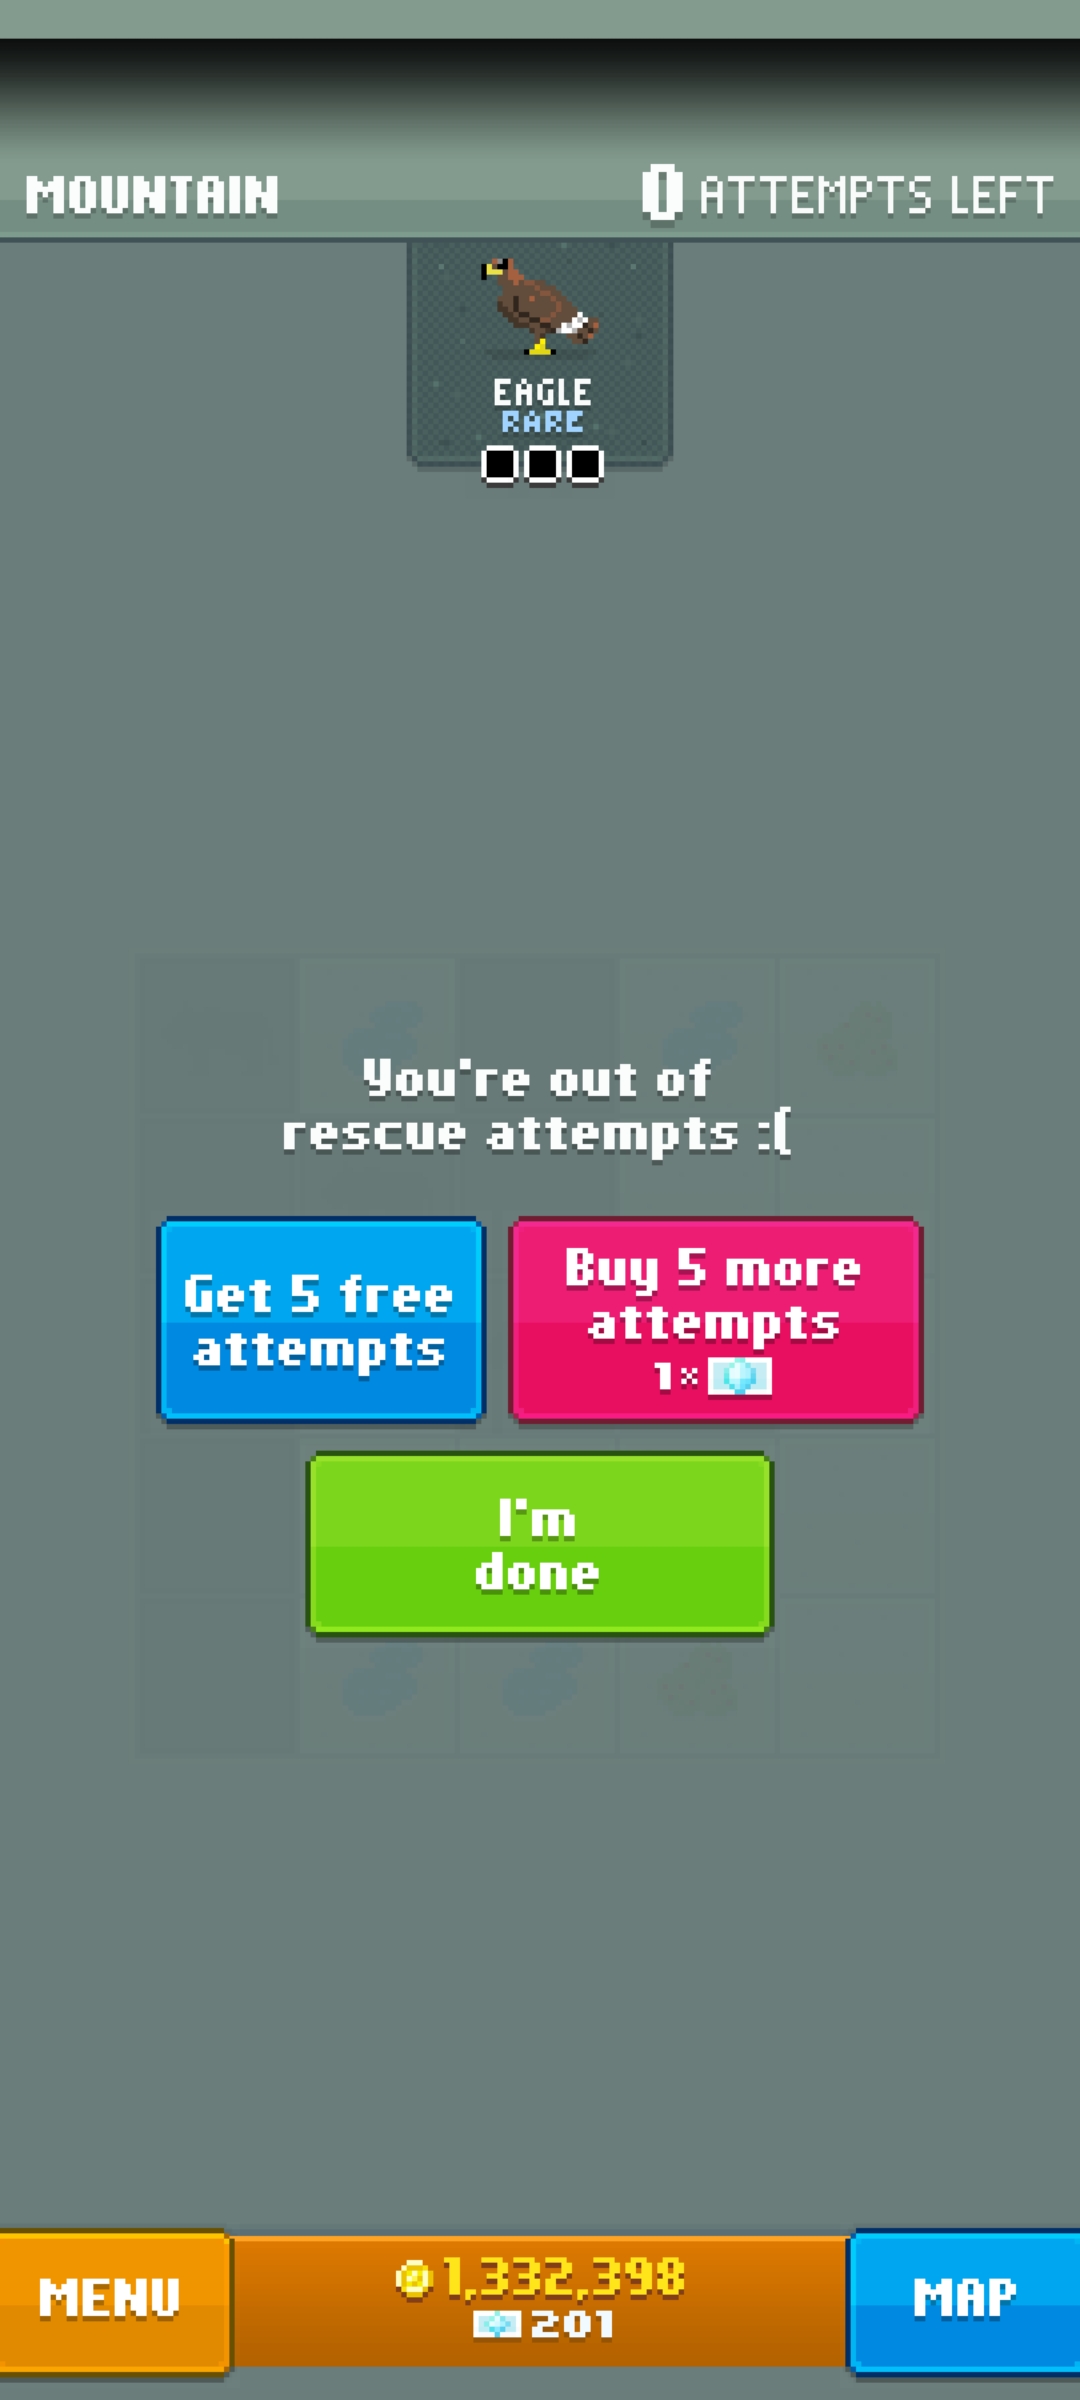 MOUNTAIN
0 ATTEMPTS LEFT
EAGLE
RARE
You're out of
rescue attempts :(
Get 5 free
attempts
Buy 5 more
attempts
1×
I'm
done
MENU
1,332,398
201
MAP